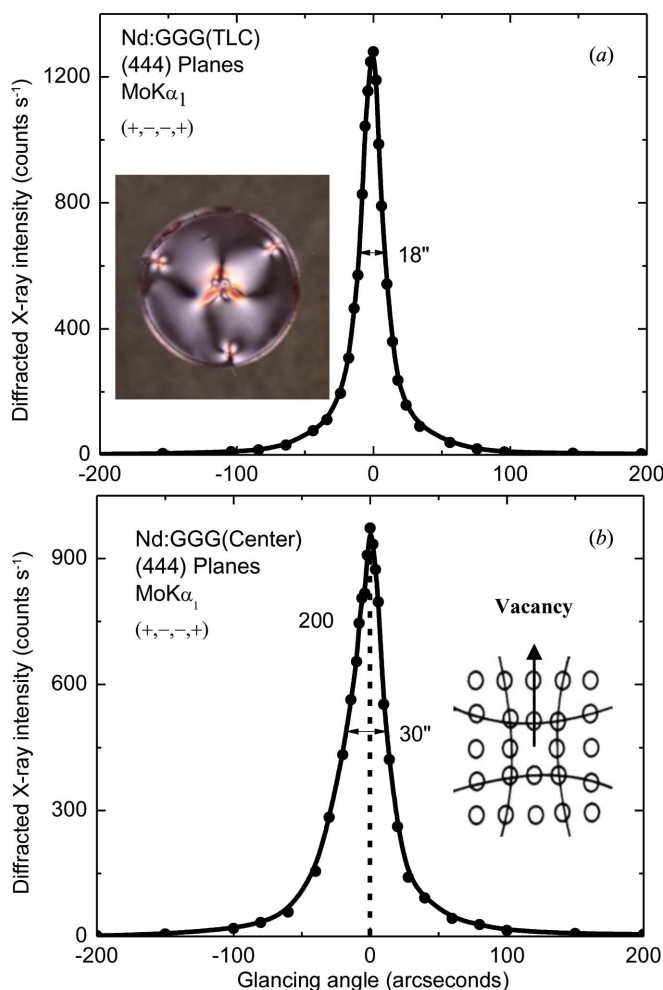 Nd:GGG(TLC)
(444) Planes
MoKα₁
(+,−,−,+)
(a)
18"
Diffracted X-ray intensity (counts s⁻¹)
1200
800
400
0
-200 -100 0 100 200
Nd:GGG(Center)
(444) Planes
MoKα₁
(+,−,−,+)
(b)
200
Vacancy
30"
Diffracted X-ray intensity (counts s⁻¹)
900
600
300
0
-200 -100 0 100 200
Glancing angle (arcseconds)